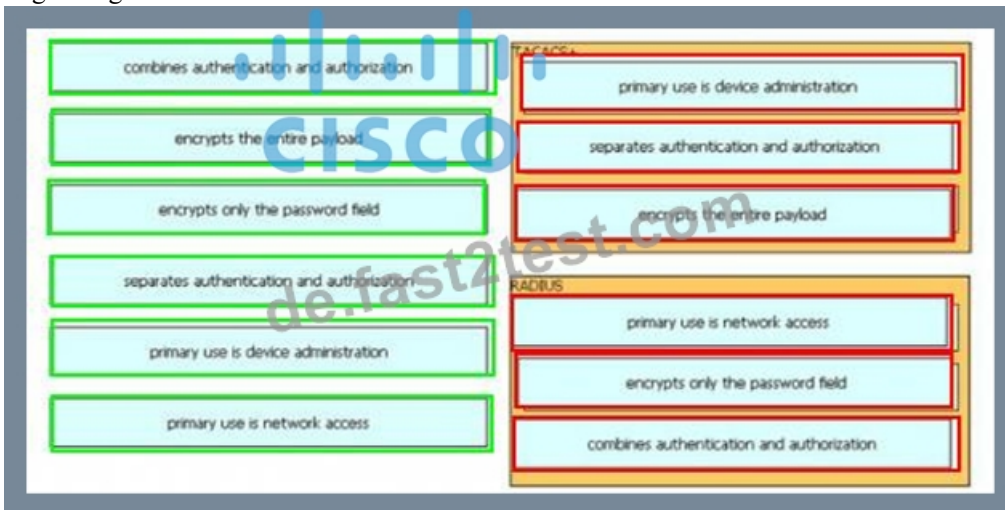 combines authentication and authorization
encrypts the entire payload
encrypts only the password field
separates authentication and authorization
primary use is device administration
primary use is network access
TACACS+
primary use is device administration
separates authentication and authorization
encrypts the entire payload
RADIUS
primary use is network access
encrypts only the password field
combines authentication and authorization
CISCO
de.fast2test.com